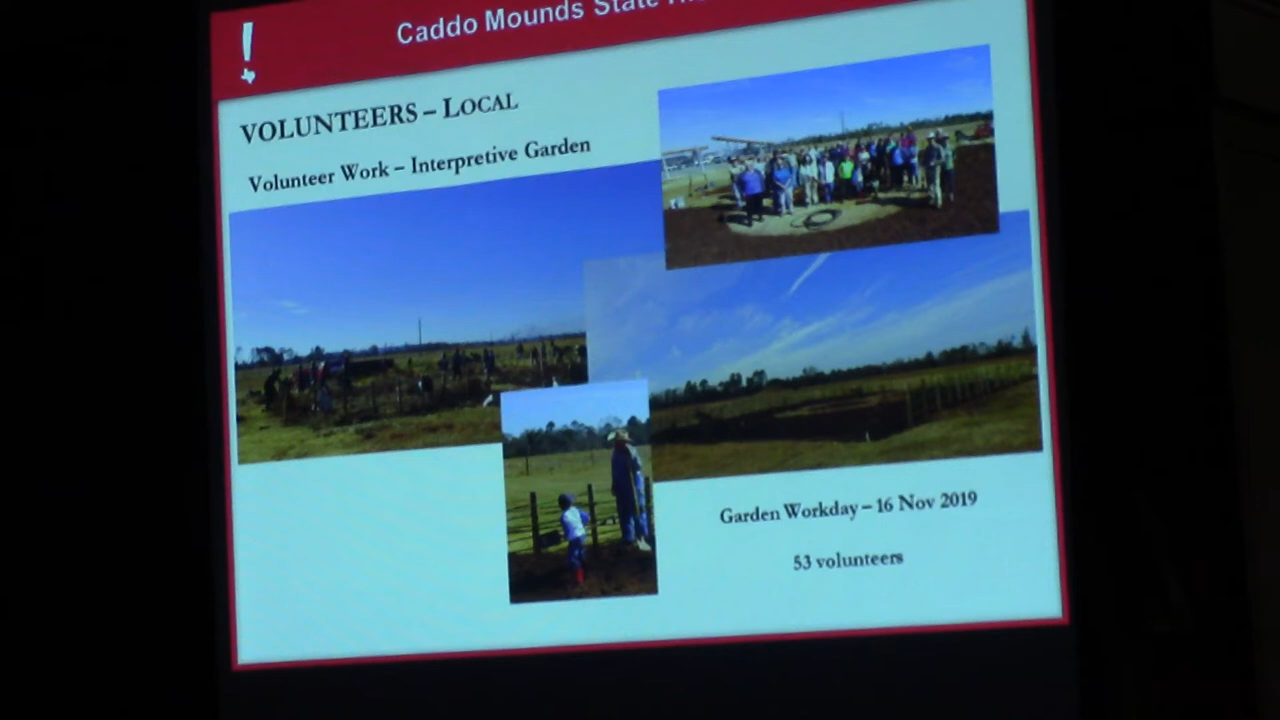 Caddo Mounds State
VOLUNTEERS – LOCAL
Volunteer Work – Interpretive Garden
Garden Workday – 16 Nov 2019
53 volunteers